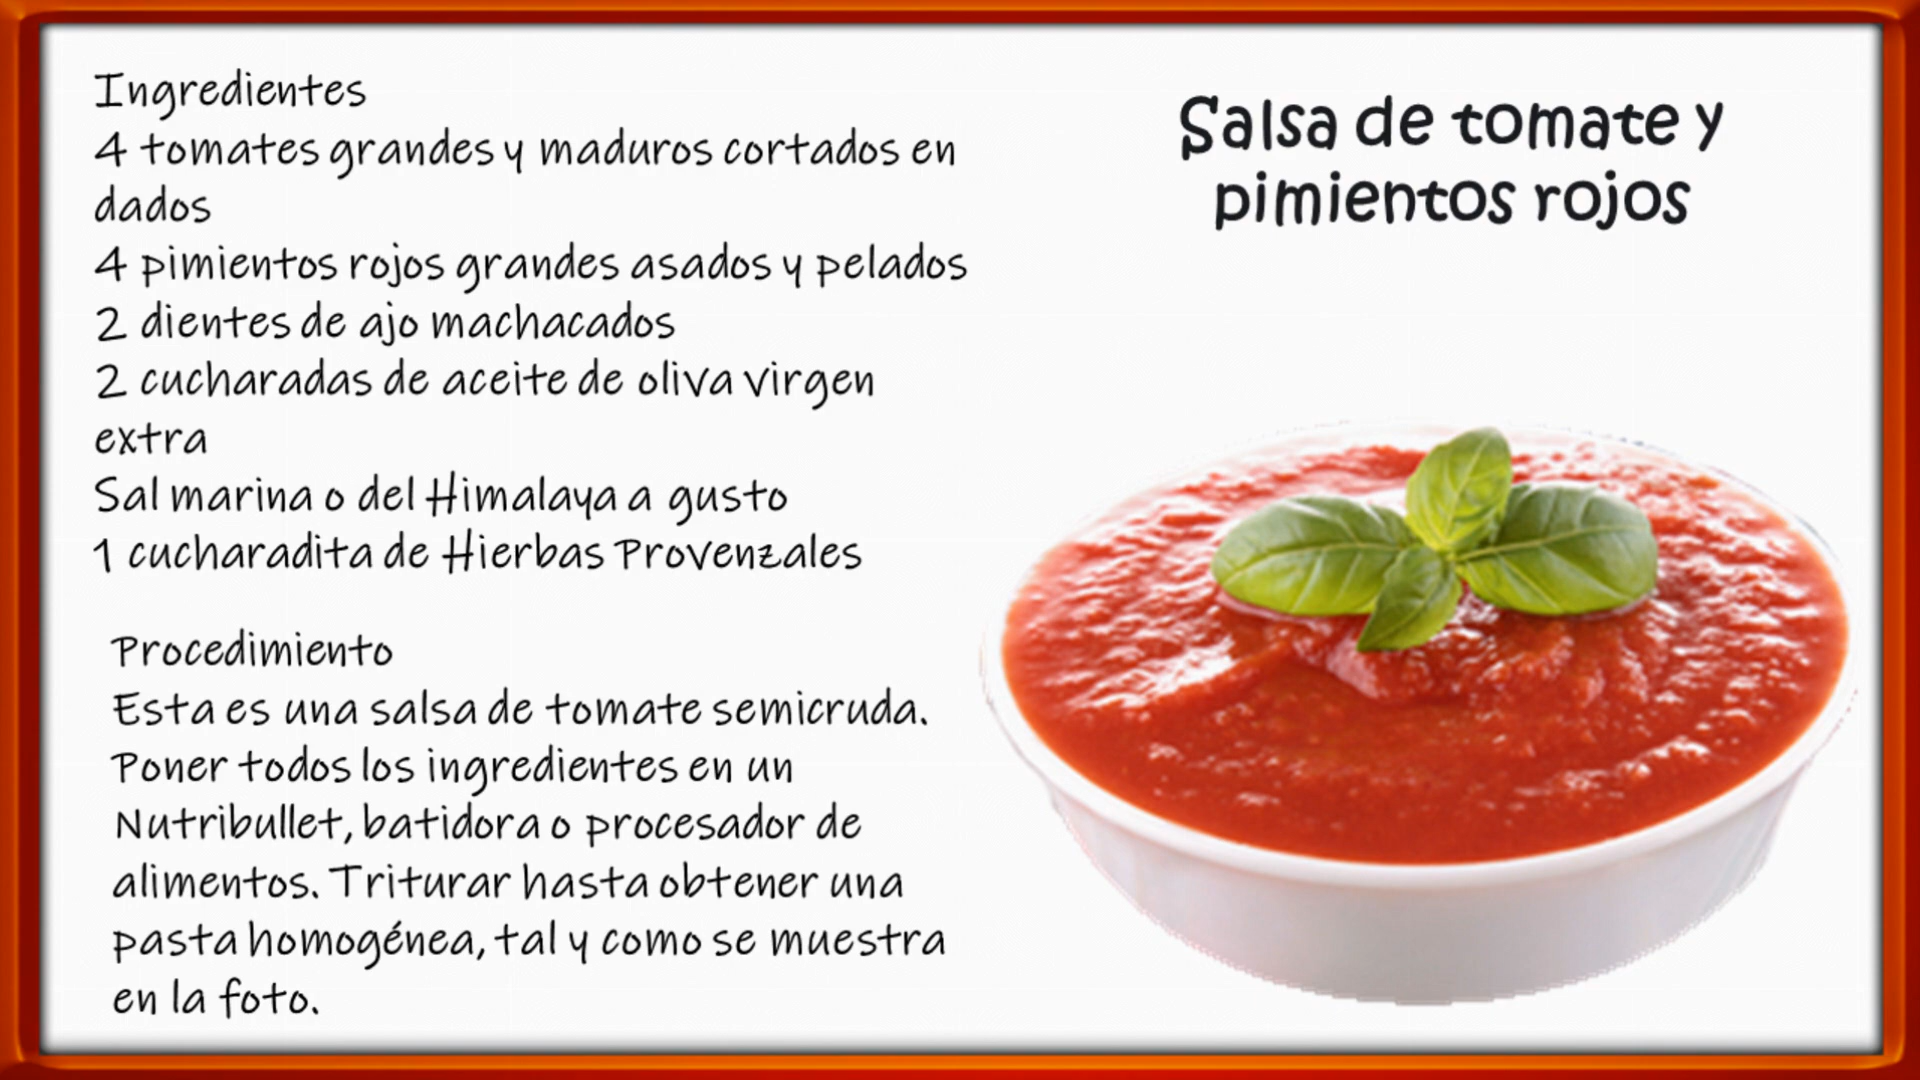 Salsa de tomate y
pimientos rojos
Ingredientes
4 tomates grandes y maduros cortados en
dados
4 pimientos rojos grandes asados y pelados
2 dientes de ajo machacados
2 cucharadas de aceite de oliva virgen
extra
Sal marina o del Himalaya a gusto
1 cucharadita de Hierbas Provenzales
Procedimiento
Esta es una salsa de tomate semicruda.
Poner todos los ingredientes en un
Nutribullet, batidora o procesador de
alimentos. Triturar hasta obtener una
pasta homogénea, tal y como se muestra
en la foto.